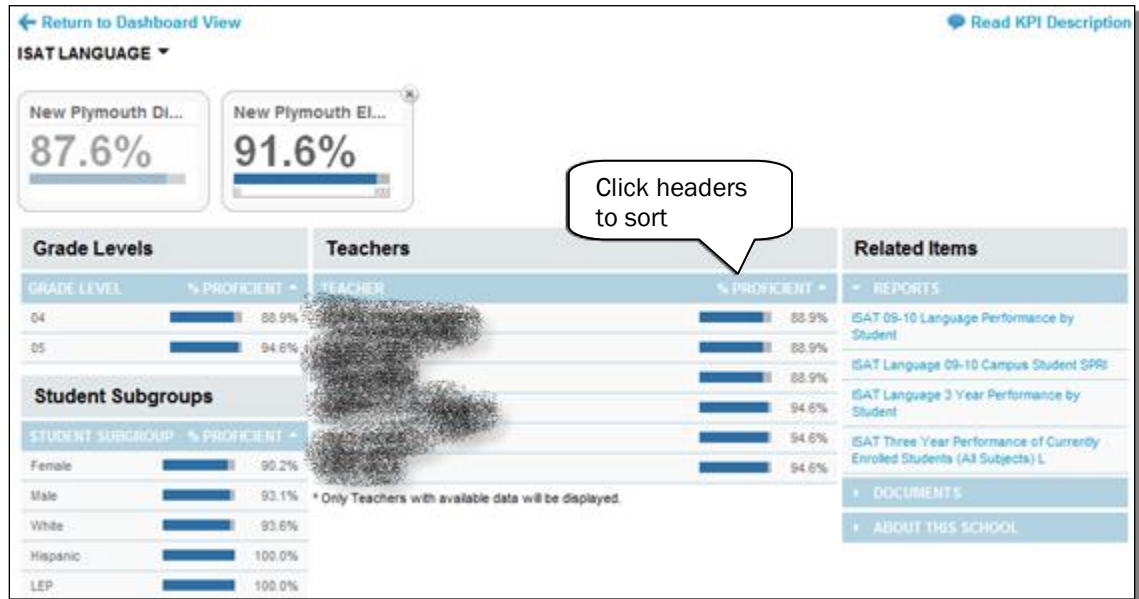 Return to Dashboard View
Read KPI Description
ISAT LANGUAGE
New Plymouth Di...
87.6%
New Plymouth El...
91.6%
0 100
Click headers
to sort
Grade Levels
GRADE LEVEL % PROFICIENT
04 88.9%
05 94.6%
Student Subgroups
STUDENT SUBGROUP % PROFICIENT
Female 90.2%
Male 93.1%
White 93.6%
Hispanic 100.0%
LEP 100.0%
Teachers
TEACHER % PROFICIENT
88.9%
88.9%
88.9%
94.6%
94.6%
94.6%
* Only Teachers with available data will be displayed.
Related Items
REPORTS
ISAT 09-10 Language Performance by
Student
ISAT Language 09-10 Campus Student SPRI
ISAT Language 3 Year Performance by
Student
ISAT Three Year Performance of Currently
Enrolled Students (All Subjects) L
DOCUMENTS
ABOUT THIS SCHOOL